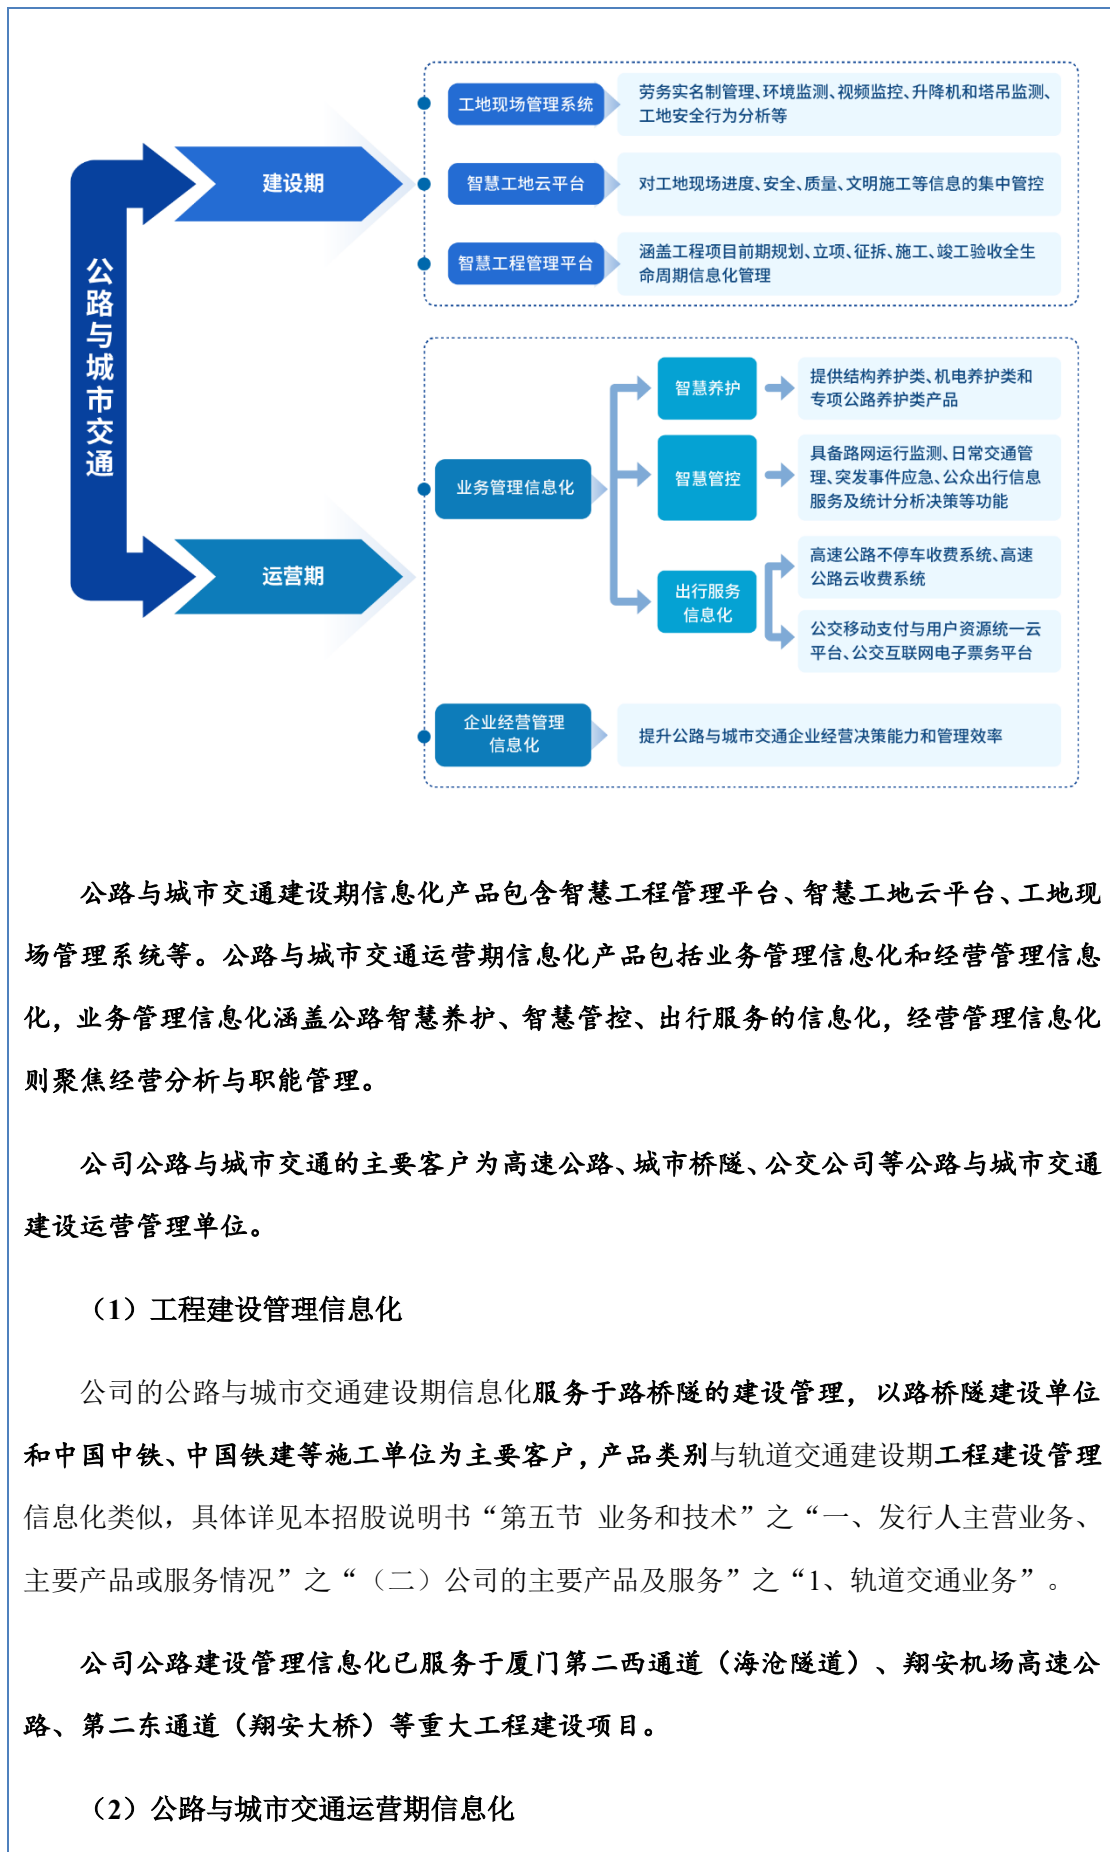 公路与城市交通
建设期
工地现场管理系统
劳务实名制管理、环境监测、视频监控、升降机和塔吊监测、
工地安全行为分析等
智慧工地云平台
对工地现场进度、安全、质量、文明施工等信息的集中管控
智慧工程管理平台
涵盖工程项目前期规划、立项、征拆、施工、竣工验收全生
命周期信息化管理
运营期
业务管理信息化
智慧养护
提供结构养护类、机电养护类和
专项公路养护类产品
智慧管控
具备路网运行监测、日常交通管
理、突发事件应急、公众出行信息
服务及统计分析决策等功能
出行服务
信息化
高速公路不停车收费系统、高速
公路云收费系统
公交移动支付与用户资源统一云
平台、公交互联网电子票务平台
企业经营管理
信息化
提升公路与城市交通企业经营决策能力和管理效率
公路与城市交通建设期信息化产品包含智慧工程管理平台、智慧工地云平台、工地现
场管理系统等。公路与城市交通运营期信息化产品包括业务管理信息化和经营管理信息
化，业务管理信息化涵盖公路智慧养护、智慧管控、出行服务的信息化，经营管理信息化
则聚焦经营分析与职能管理。
公司公路与城市交通的主要客户为高速公路、城市桥隧、公交公司等公路与城市交通
建设运营管理单位。
（1）工程建设管理信息化
公司的公路与城市交通建设期信息化服务于路桥隧的建设管理，以路桥隧建设单位
和中国中铁、中国铁建等施工单位为主要客户，产品类别与轨道交通建设期工程建设管理
信息化类似，具体详见本招股说明书“第五节 业务和技术”之“一、发行人主营业务、
主要产品或服务情况”之“（二）公司的主要产品及服务”之“1、轨道交通业务”。
公司公路建设管理信息化已服务于厦门第二西通道（海沧隧道）、翔安机场高速公
路、第二东通道（翔安大桥）等重大工程建设项目。
（2）公路与城市交通运营期信息化